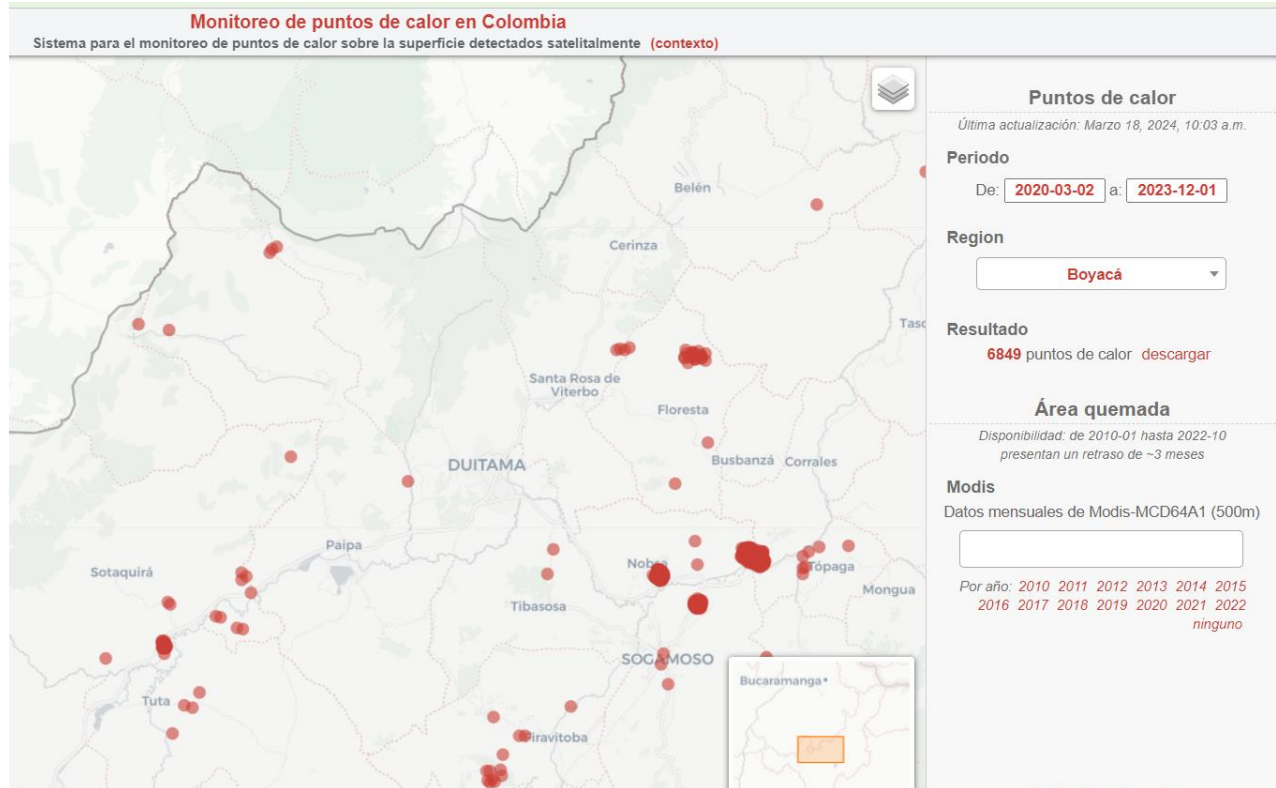 Monitoreo de puntos de calor en Colombia
Sistema para el monitoreo de puntos de calor sobre la superficie detectados satelitalmente (contexto)
Puntos de calor
Última actualización: Marzo 18, 2024, 10:03 a.m.
Periodo
De: 2020-03-02 a: 2023-12-01
Region
Boyacá
Resultado
6849 puntos de calor descargar
Área quemada
Disponibilidad: de 2010-01 hasta 2022-10
presentan un retraso de ~3 meses
Modis
Datos mensuales de Modis-MCD64A1 (500m)
Por año: 2010 2011 2012 2013 2014 2015
2016 2017 2018 2019 2020 2021 2022
ninguno
Belén
Cerinza
Tasc
Santa Rosa de
Viterbo
Floresta
DUITAMA
Busbanzá
Corrales
Paipa
Sotaquirá
Nobsa
Tópaga
Mongua
Tibasosa
SOGAMOSO
Tuta
Firavitoba
Bucaramanga